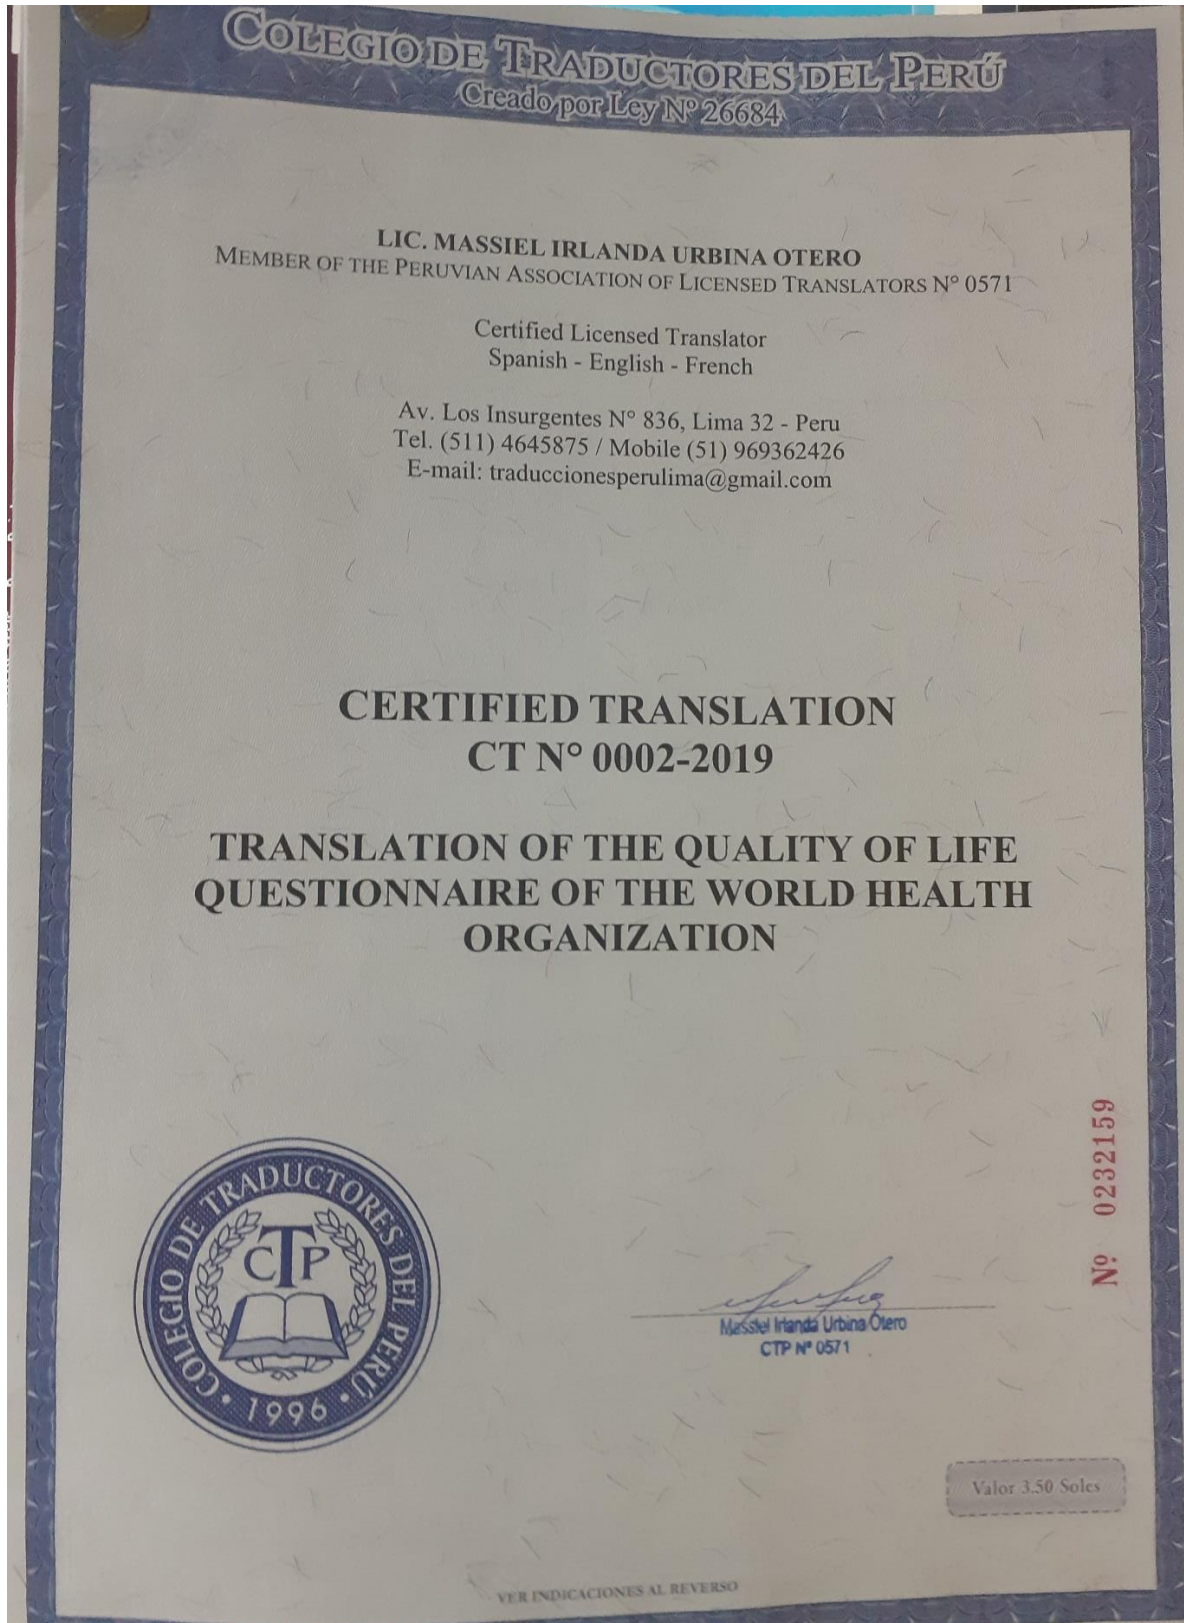 COLEGIO DE TRADUCTORES DEL PERÚ
Creado por Ley Nº 26684
LIC. MASSIEL IRLANDA URBINA OTERO
MEMBER OF THE PERUVIAN ASSOCIATION OF LICENSED TRANSLATORS N° 0571
Certified Licensed Translator
Spanish - English - French
Av. Los Insurgentes N° 836, Lima 32 - Peru
Tel. (511) 4645875 / Mobile (51) 969362426
E-mail: traduccionesperulima@gmail.com
CERTIFIED TRANSLATION
CT N° 0002-2019
TRANSLATION OF THE QUALITY OF LIFE
QUESTIONNAIRE OF THE WORLD HEALTH
ORGANIZATION
Nº 0232159
COLEGIO DE TRADUCTORES DEL PERÚ
CTP
1996
Massiel Irlanda Urbina Otero
CTP Nº 0571
Valor 3.50 Soles
VER INDICACIONES AL REVERSO